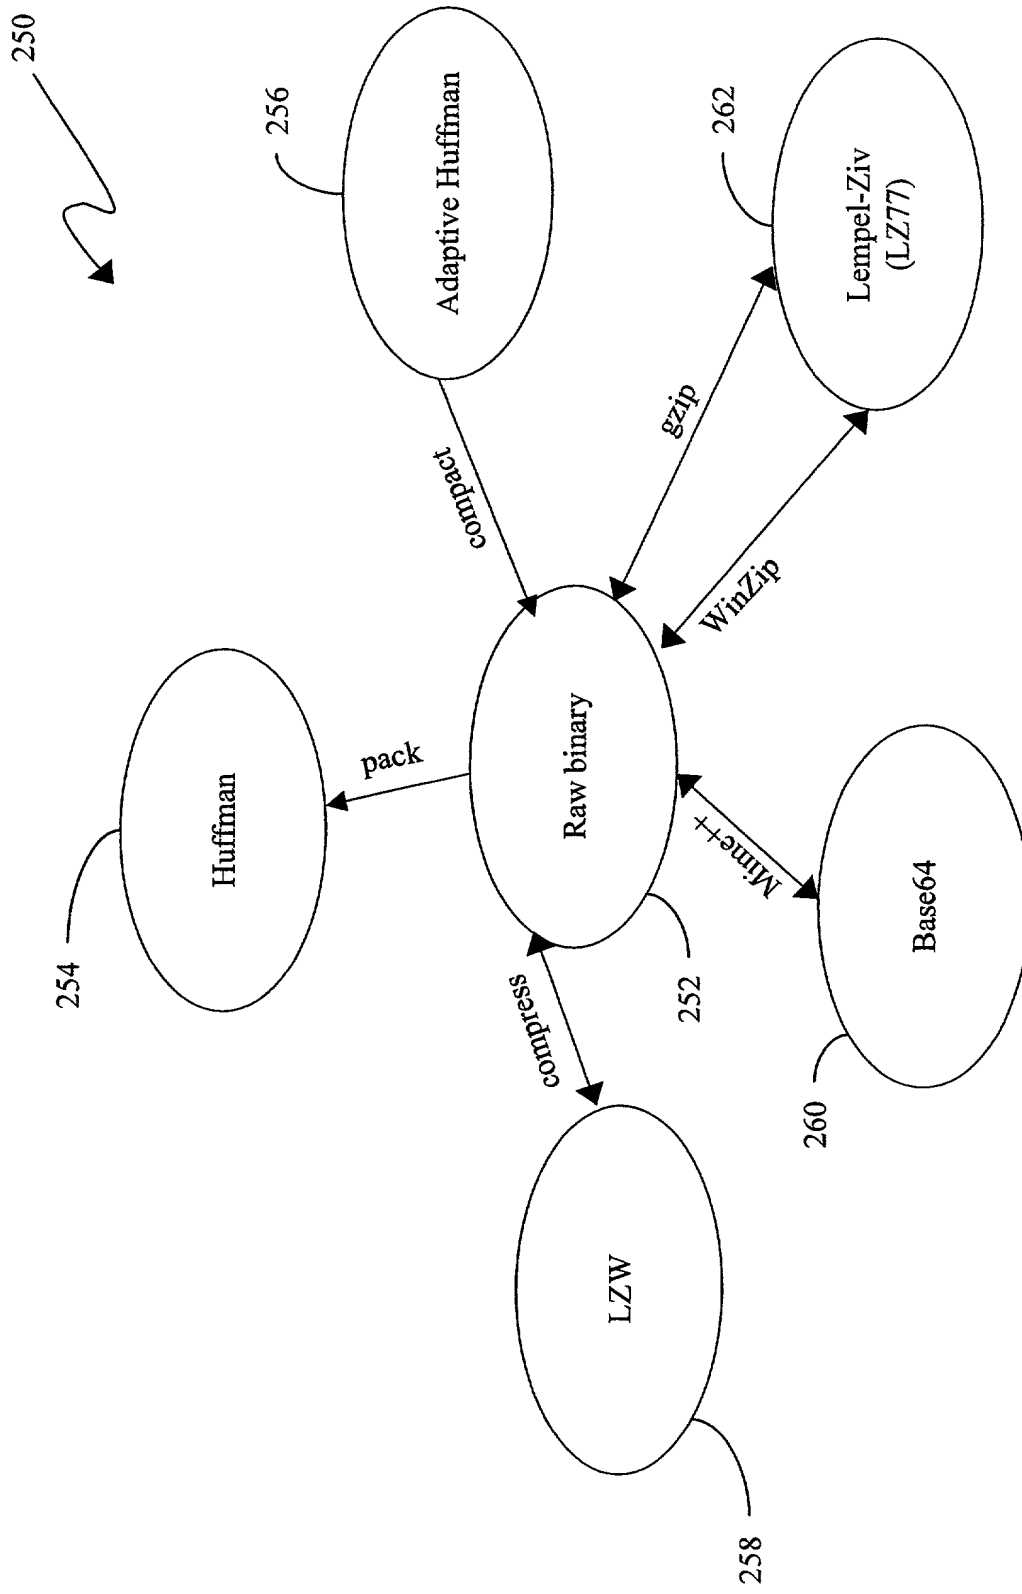 250
254
Huffman
pack
256
Adaptive Huffman
compact
258
LZW
compress
Raw binary
252
gzip
WinZip
262
Lempel-Ziv
(LZ77)
Mime++
260
Base64